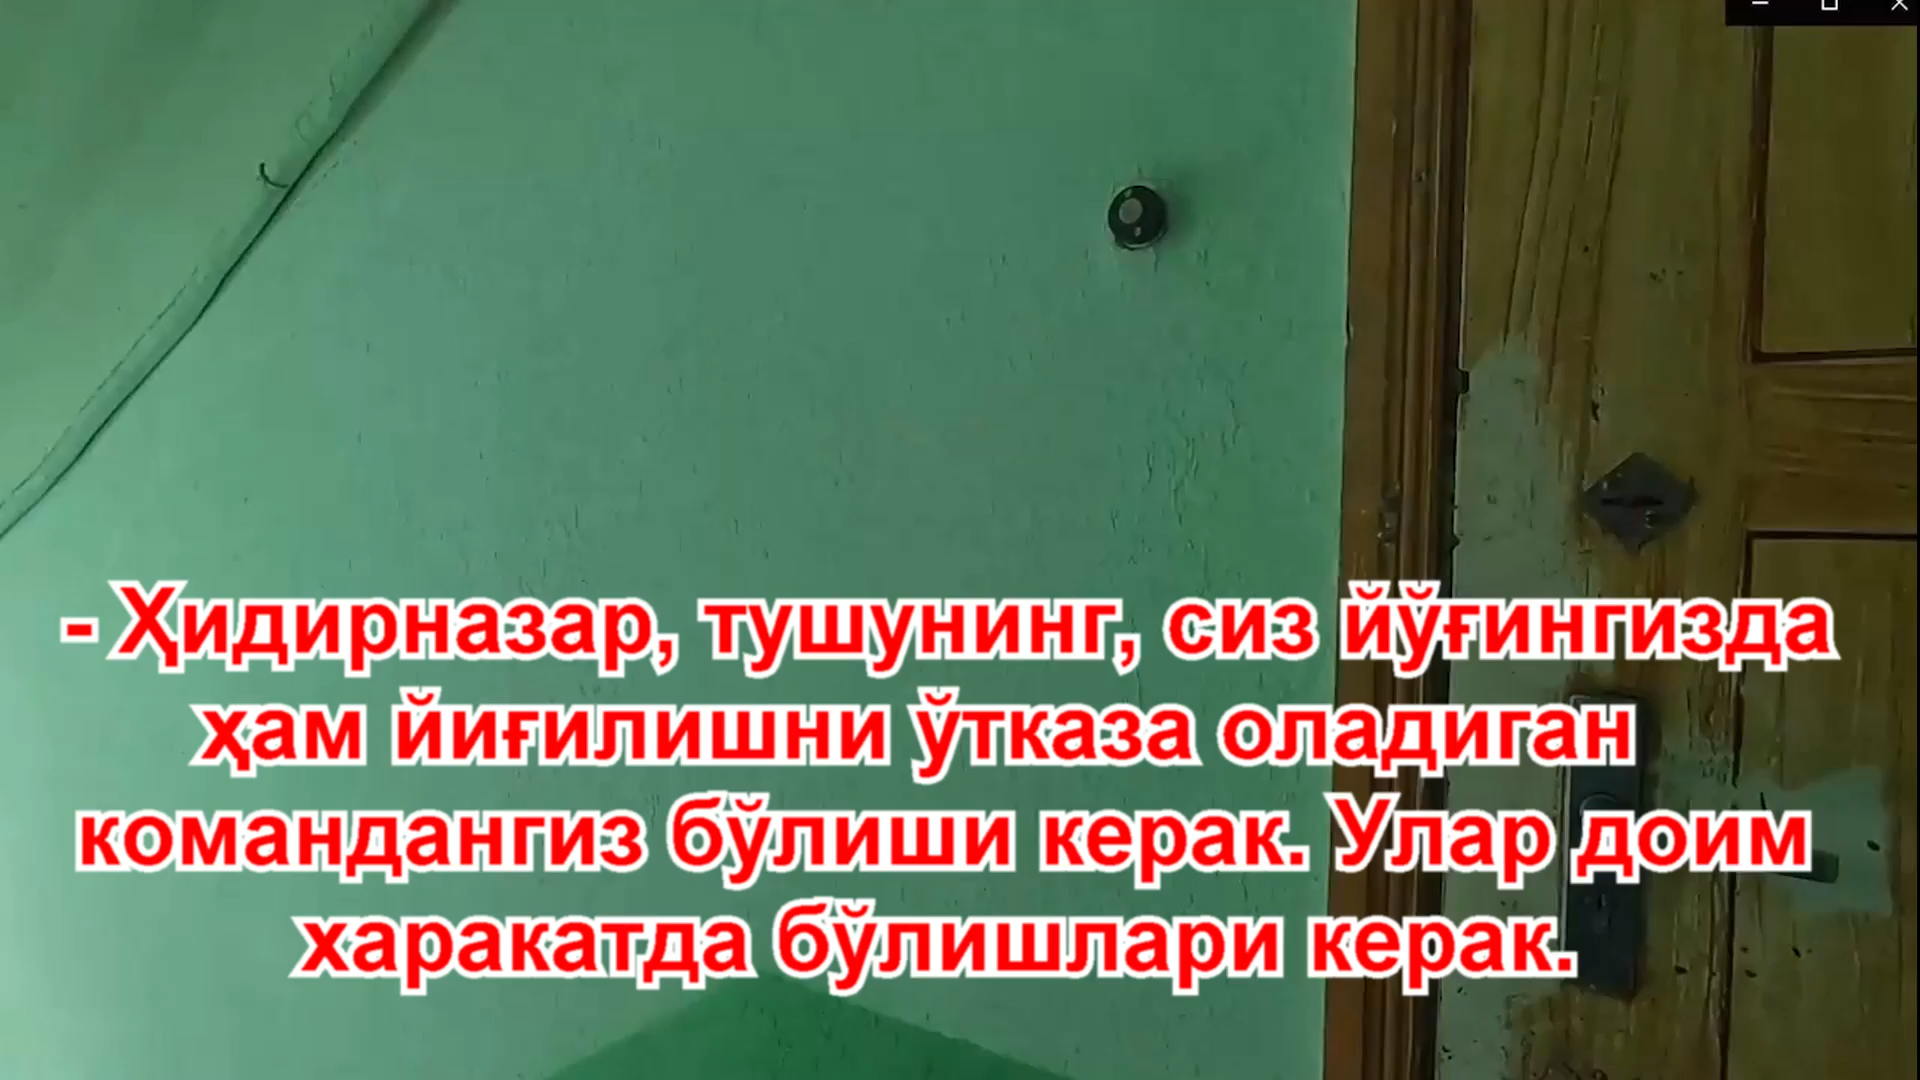 - Ҳидирназар, тушунинг, сиз йўғингизда
ҳам йиғилишни ўтказа оладиган
командангиз бўлиши керак. Улар доим
харакатда бўлишлари керак.